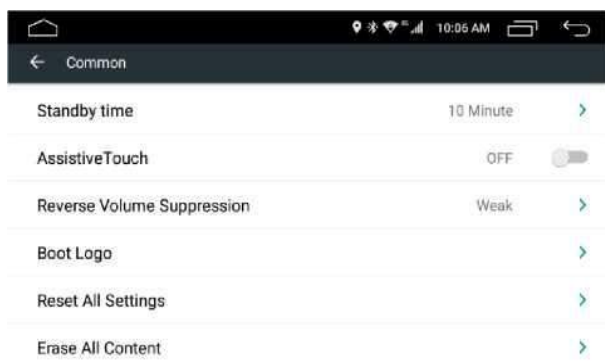 10:06 AM
Common
Standby time 10 Minute
AssistiveTouch OFF
Reverse Volume Suppression Weak
Boot Logo
Reset All Settings
Erase All Content